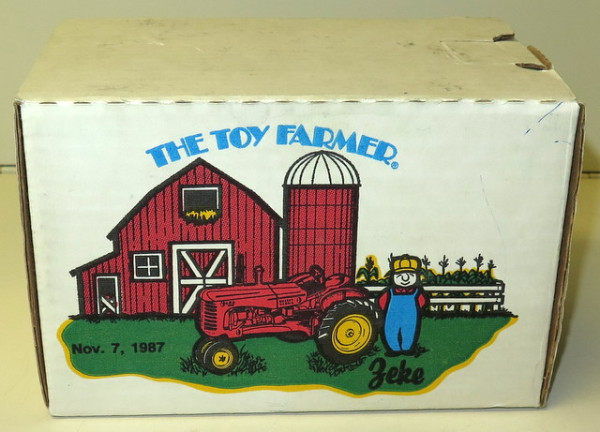 THE TOY FARMER®
Nov. 7, 1987
Zeke